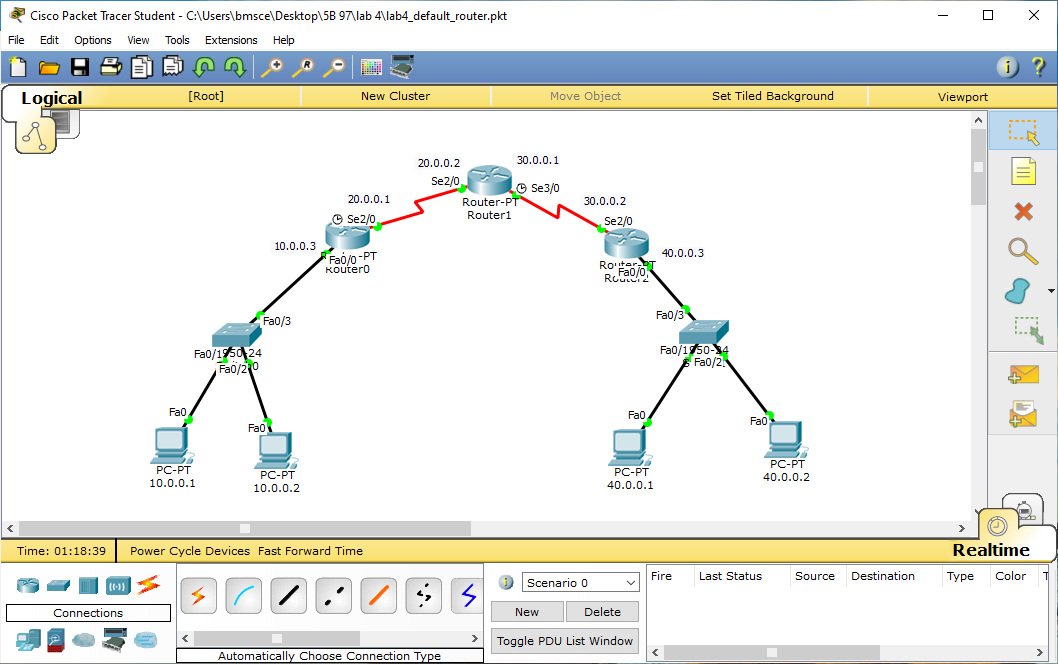 Cisco Packet Tracer Student - C:\Users\bmsce\Desktop\5B 97\lab 4\lab4_default_router.pkt
File Edit Options View Tools Extensions Help
Logical [Root] New Cluster Move Object Set Tiled Background Viewport
20.0.0.2 30.0.0.1
Se2/0 Se3/0
Router-PT
Router1
20.0.0.1 30.0.0.2
Se2/0 Se2/0
10.0.0.3 40.0.0.3
Router-PT
Fa0/0
Router0
Router-PT
Fa0/0
Router2
Fa0/3 Fa0/3
Fa0/1 950-24
Fa0/2 0
Fa0/1 950-24
Fa0/2
Fa0 Fa0 Fa0 Fa0
PC-PT
10.0.0.1
PC-PT
10.0.0.2
PC-PT
40.0.0.1
PC-PT
40.0.0.2
Realtime
Time: 01:18:39 Power Cycle Devices Fast Forward Time
Connections
Automatically Choose Connection Type
Scenario 0
New Delete
Toggle PDU List Window
Fire Last Status Source Destination Type Color T